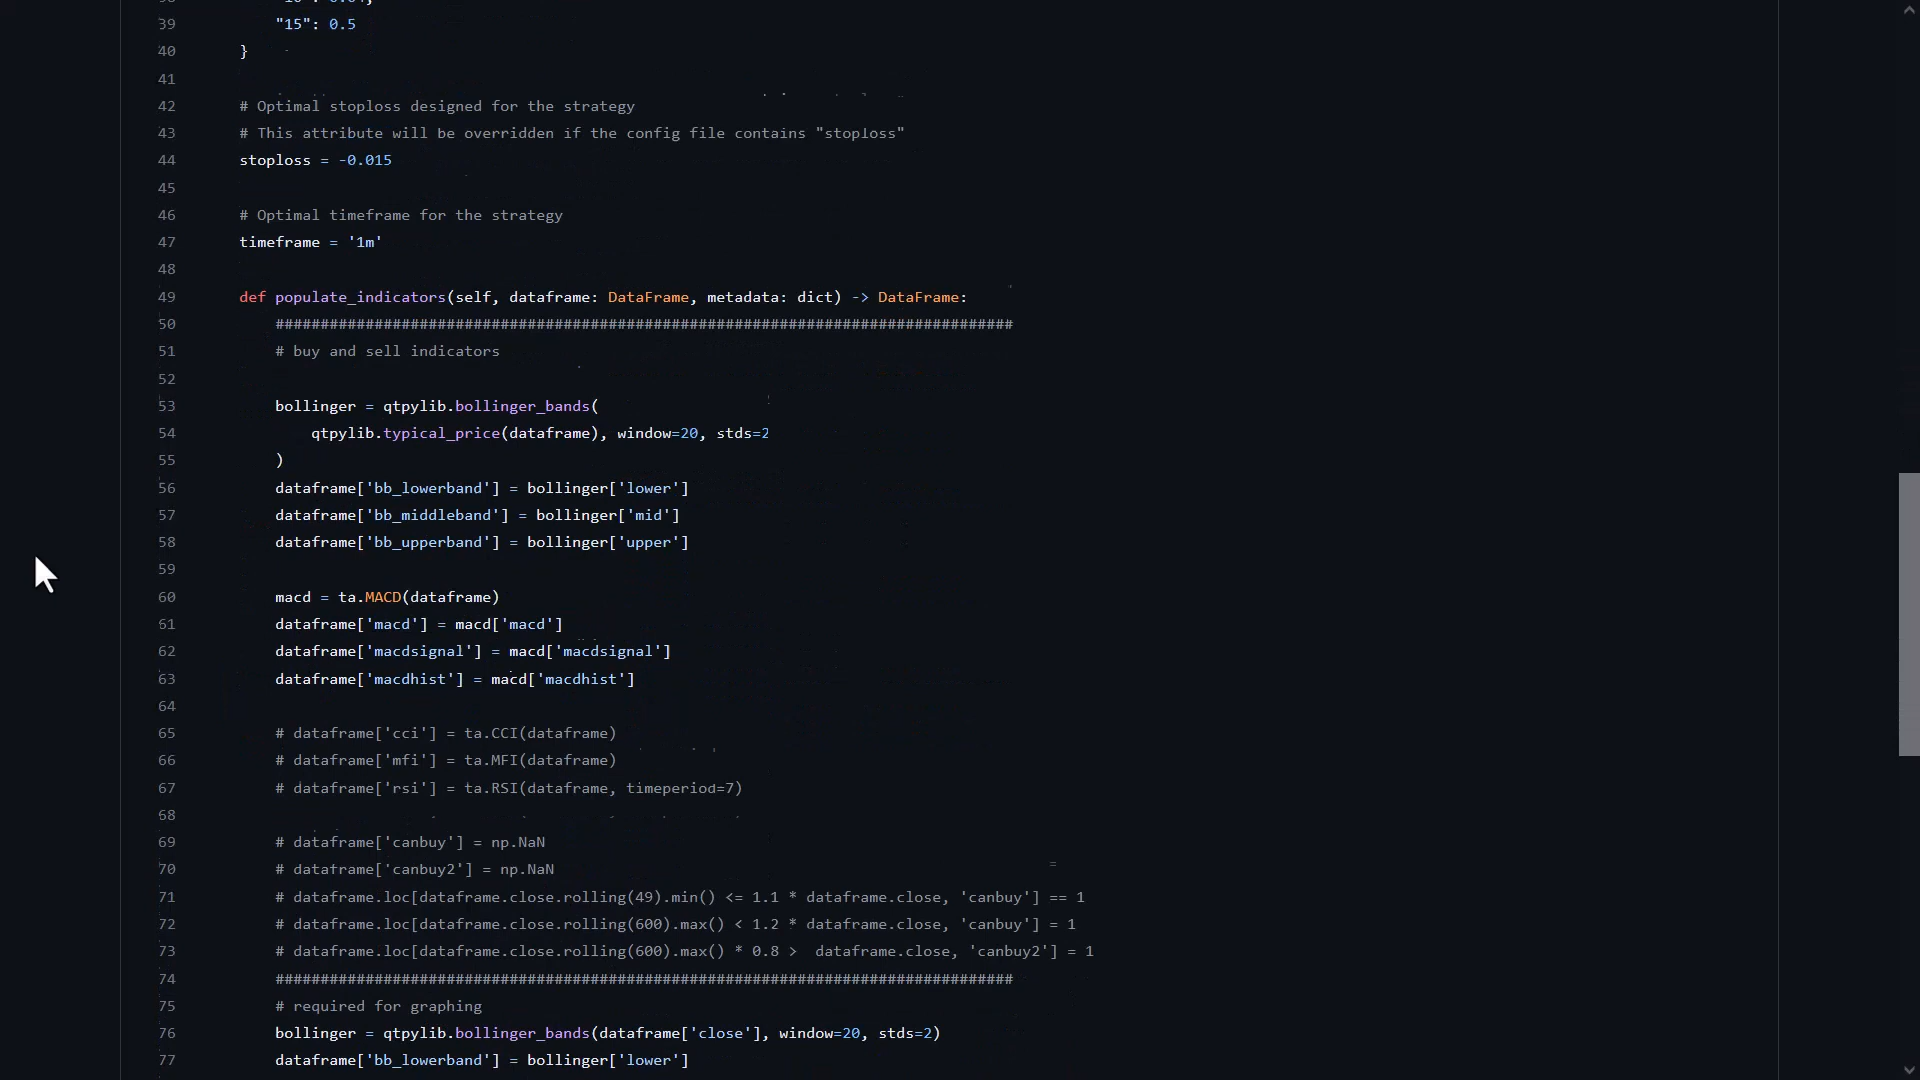 39 "15": 0.5
40 }
41
42 # Optimal stoploss designed for the strategy
43 # This attribute will be overridden if the config file contains "stoploss"
44 stoploss = -0.015
45
46 # Optimal timeframe for the strategy
47 timeframe = '1m'
48
49 def populate_indicators(self, dataframe: DataFrame, metadata: dict) -> DataFrame:
50 ##################################################################################
51 # buy and sell indicators
52
53 bollinger = qtpylib.bollinger_bands(
54 qtpylib.typical_price(dataframe), window=20, stds=2
55 )
56 dataframe['bb_lowerband'] = bollinger['lower']
57 dataframe['bb_middleband'] = bollinger['mid']
58 dataframe['bb_upperband'] = bollinger['upper']
59
60 macd = ta.MACD(dataframe)
61 dataframe['macd'] = macd['macd']
62 dataframe['macdsignal'] = macd['macdsignal']
63 dataframe['macdhist'] = macd['macdhist']
64
65 # dataframe['cci'] = ta.CCI(dataframe)
66 # dataframe['mfi'] = ta.MFI(dataframe)
67 # dataframe['rsi'] = ta.RSI(dataframe, timeperiod=7)
68
69 # dataframe['canbuy'] = np.NaN
70 # dataframe['canbuy2'] = np.NaN
71 # dataframe.loc[dataframe.close.rolling(49).min() <= 1.1 * dataframe.close, 'canbuy'] == 1
72 # dataframe.loc[dataframe.close.rolling(600).max() < 1.2 * dataframe.close, 'canbuy'] = 1
73 # dataframe.loc[dataframe.close.rolling(600).max() * 0.8 >  dataframe.close, 'canbuy2'] = 1
74 ##################################################################################
75 # required for graphing
76 bollinger = qtpylib.bollinger_bands(dataframe['close'], window=20, stds=2)
77 dataframe['bb_lowerband'] = bollinger['lower']